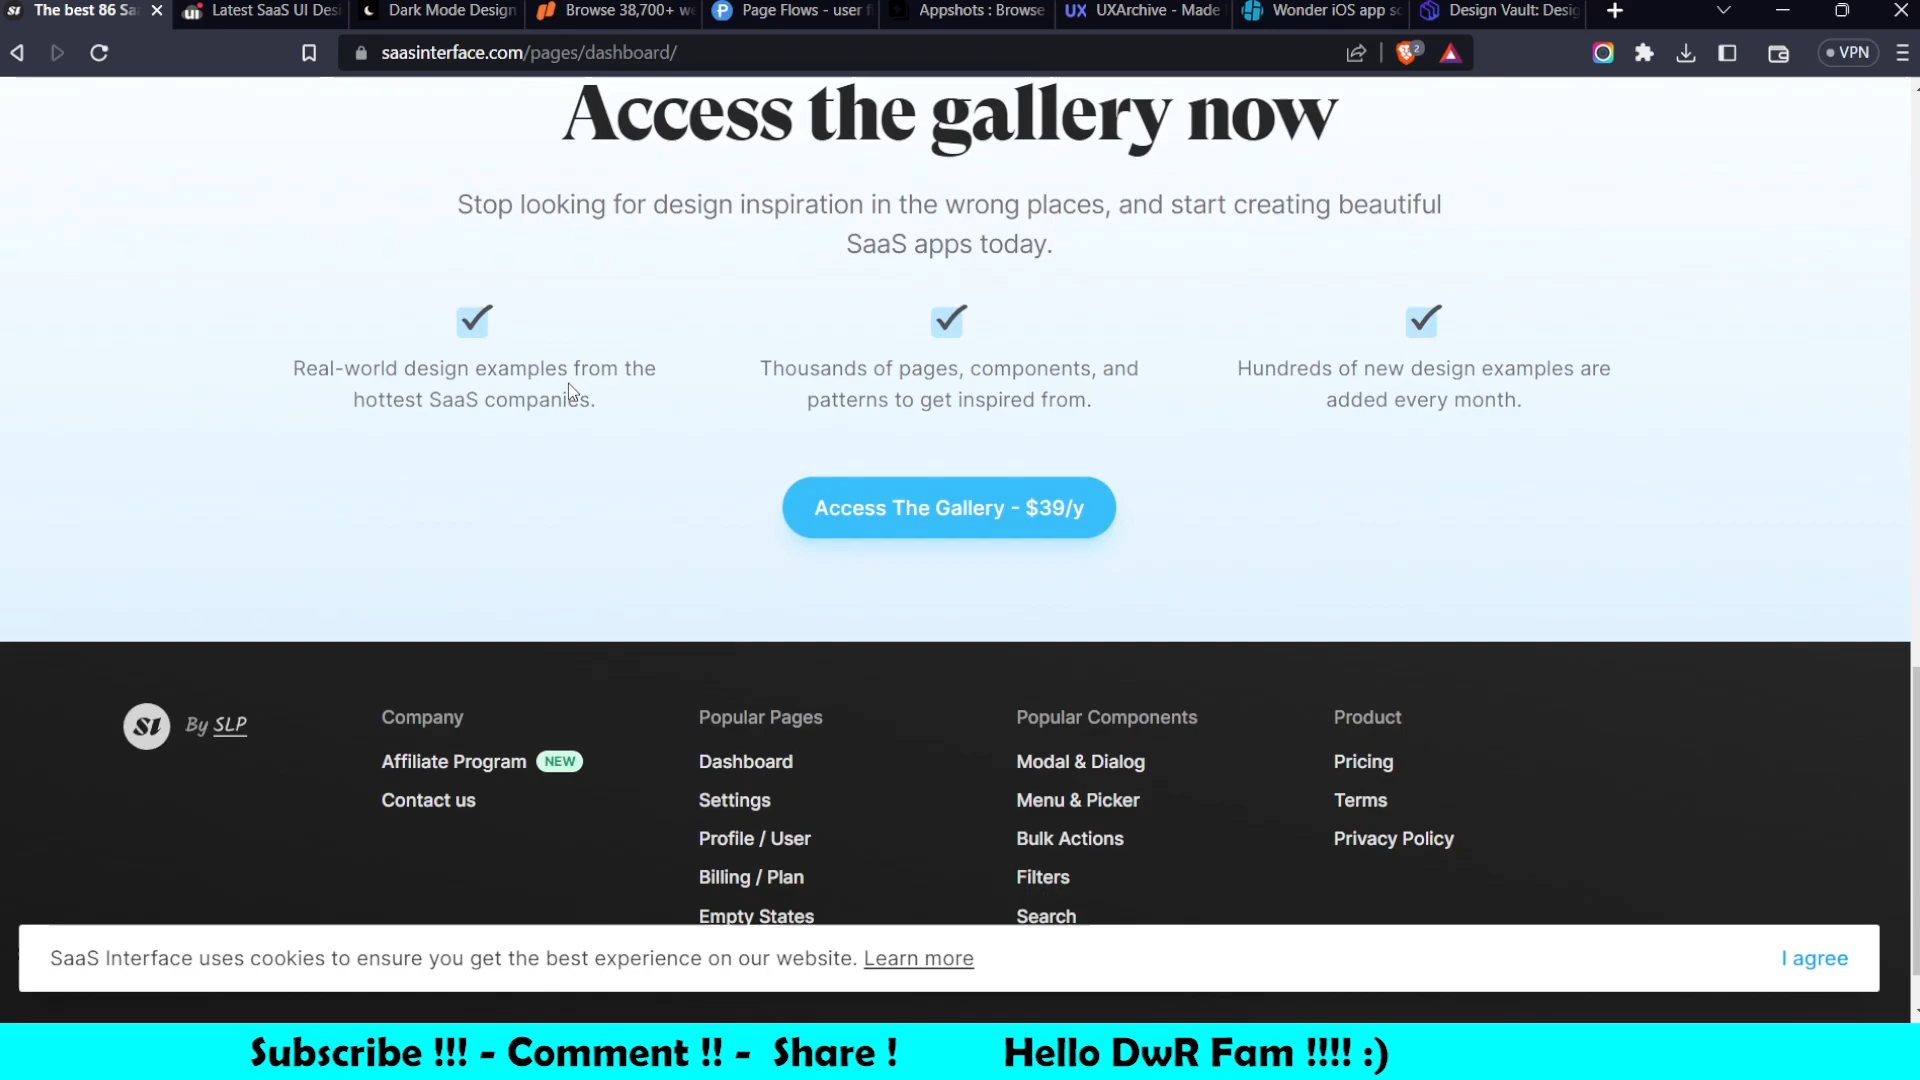 The best 86 Sa
Latest SaaS UI Desi
Dark Mode Design
Browse 38,700+ we
Page Flows - user f
Appshots : Browse
UX UXArchive - Made
Wonder iOS app sc
Design Vault: Desig
saasinterface.com/pages/dashboard/
2
VPN
Access the gallery now
Stop looking for design inspiration in the wrong places, and start creating beautiful
SaaS apps today.
Real-world design examples from the
hottest SaaS companies.
Thousands of pages, components, and
patterns to get inspired from.
Hundreds of new design examples are
added every month.
Access The Gallery - $39/y
SI By SLP
Company
Affiliate Program NEW
Contact us
Popular Pages
Dashboard
Settings
Profile / User
Billing / Plan
Empty States
Popular Components
Modal & Dialog
Menu & Picker
Bulk Actions
Filters
Search
Product
Pricing
Terms
Privacy Policy
SaaS Interface uses cookies to ensure you get the best experience on our website. Learn more
I agree
Subscribe !!! - Comment !! - Share ! Hello DwR Fam !!!! :)